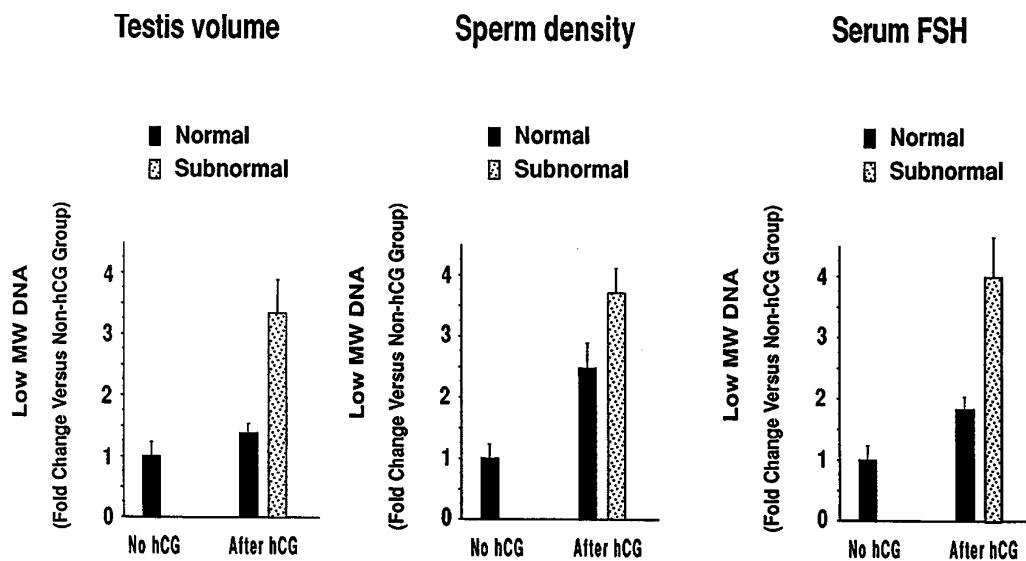 Testis volume
Normal
Subnormal
Low MW DNA
(Fold Change Versus Non-hCG Group)
4
3
2
1
0
No hCG
After hCG
Sperm density
Normal
Subnormal
Low MW DNA
(Fold Change Versus Non-hCG Group)
4
3
2
1
0
No hCG
After hCG
Serum FSH
Normal
Subnormal
Low MW DNA
(Fold Change Versus Non-hCG Group)
4
3
2
1
0
No hCG
After hCG